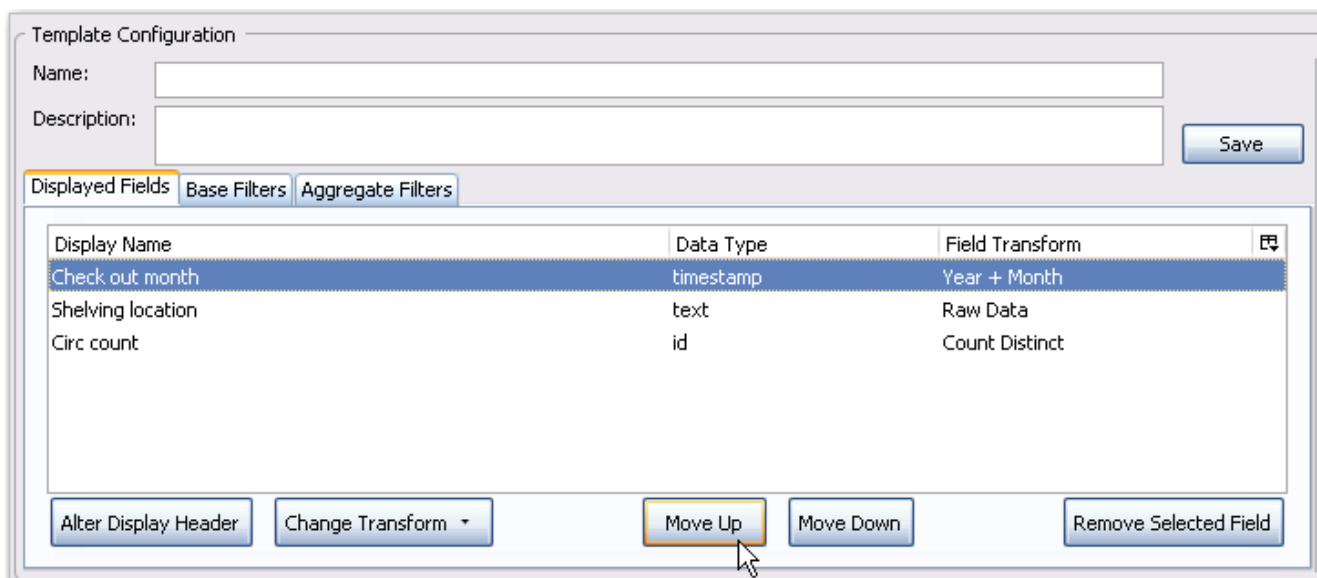 Template Configuration
Name:
Description:
Save
Displayed Fields Base Filters Aggregate Filters
Display Name Data Type Field Transform
Check out month timestamp Year + Month
Shelving location text Raw Data
Circ count id Count Distinct
Alter Display Header Change Transform Move Up Move Down Remove Selected Field